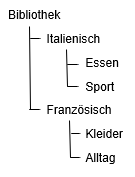 Bibliothek
Italienisch
Essen
Sport
Französisch
Kleider
Alltag